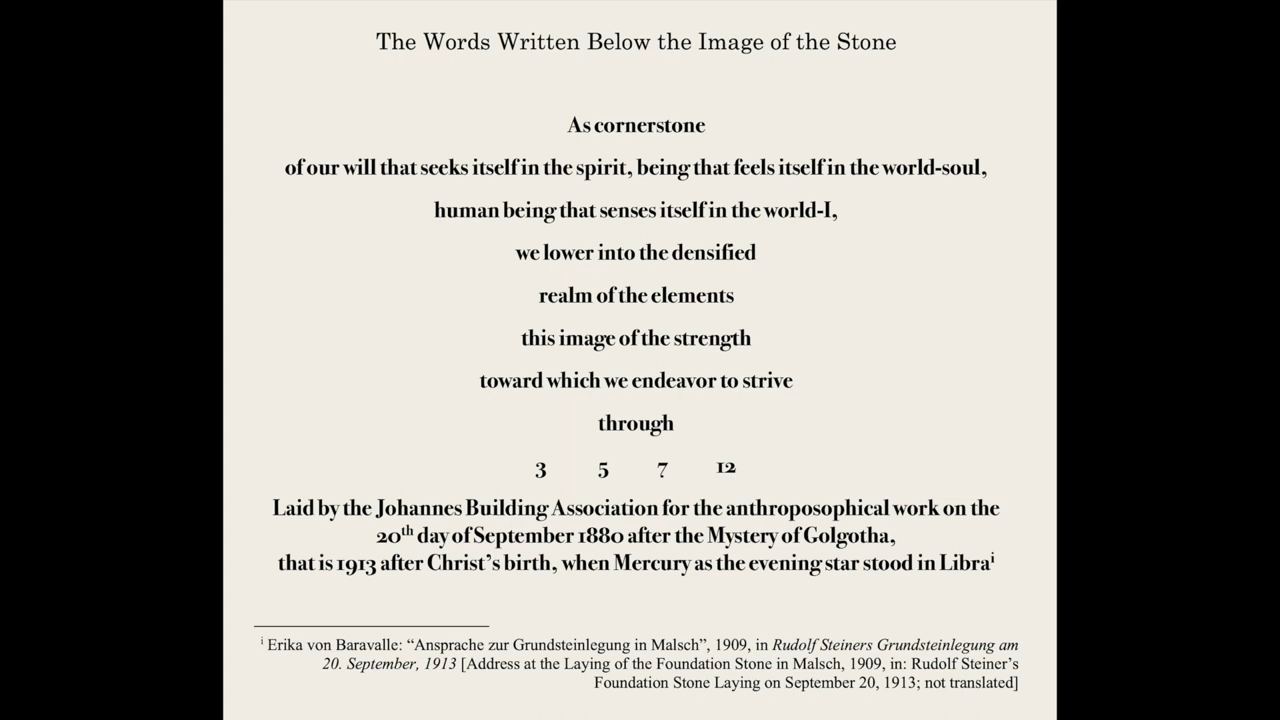 The Words Written Below the Image of the Stone
As cornerstone
of our will that seeks itself in the spirit, being that feels itself in the world-soul,
human being that senses itself in the world-I,
we lower into the densified
realm of the elements
this image of the strength
toward which we endeavor to strive
through
3 5 7 12
Laid by the Johannes Building Association for the anthroposophical work on the
20th day of September 1880 after the Mystery of Golgotha,
that is 1913 after Christ's birth, when Mercury as the evening star stood in Libra i
i Erika von Baravalle: “Ansprache zur Grundsteinlegung in Malsch”, 1909, in Rudolf Steiners Grundsteinlegung am
20. September, 1913 [Address at the Laying of the Foundation Stone in Malsch, 1909, in: Rudolf Steiner's
Foundation Stone Laying on September 20, 1913; not translated]